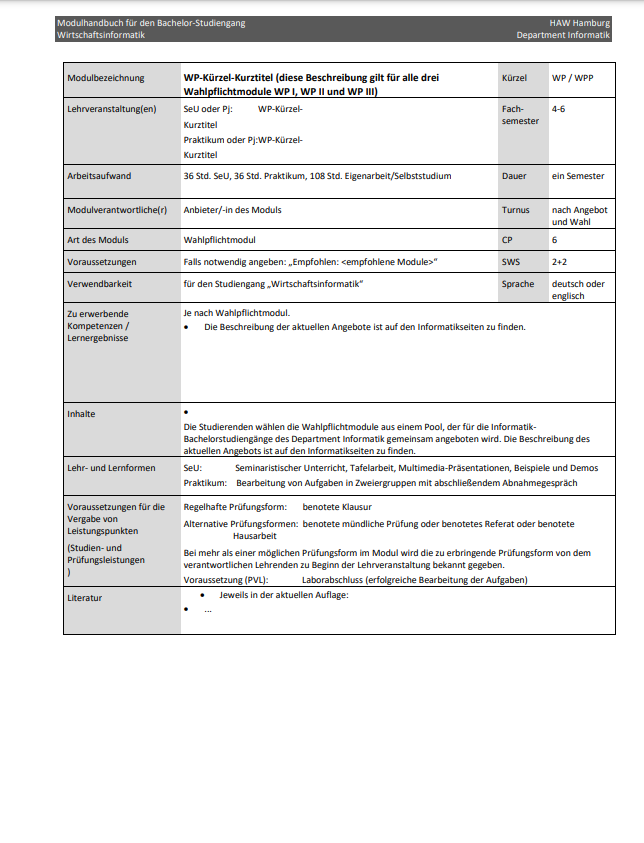 Modulhandbuch für den Bachelor-Studiengang HAW Hamburg
Wirtschaftsinformatik Department Informatik
Modulbezeichnung WP-Kürzel-Kurztitel (diese Beschreibung gilt für alle drei Kürzel WP / WPP
Wahlpflichtmodule WP I, WP II und WP III)
Lehrveranstaltung(en) SeU oder Pj: WP-Kürzel- Fach- 4-6
Kurztitel semester
Praktikum oder Pj:WP-Kürzel-
Kurztitel
Arbeitsaufwand 36 Std. SeU, 36 Std. Praktikum, 108 Std. Eigenarbeit/Selbststudium Dauer ein Semester
Modulverantwortliche(r) Anbieter/-in des Moduls Turnus nach Angebot
und Wahl
Art des Moduls Wahlpflichtmodul CP 6
Voraussetzungen Falls notwendig angeben: „Empfohlen: <empfohlene Module>“ SWS 2+2
Verwendbarkeit für den Studiengang „Wirtschaftsinformatik“ Sprache deutsch oder
englisch
Zu erwerbende Je nach Wahlpflichtmodul.
Kompetenzen / • Die Beschreibung der aktuellen Angebote ist auf den Informatikseiten zu finden.
Lernergebnisse
Inhalte •
Die Studierenden wählen die Wahlpflichtmodule aus einem Pool, der für die Informatik-
Bachelorstudiengänge des Department Informatik gemeinsam angeboten wird. Die Beschreibung des
aktuellen Angebots ist auf den Informatikseiten zu finden.
Lehr- und Lernformen SeU: Seminaristischer Unterricht, Tafelarbeit, Multimedia-Präsentationen, Beispiele und Demos
Praktikum: Bearbeitung von Aufgaben in Zweiergruppen mit abschließendem Abnahmegespräch
Voraussetzungen für die Regelhafte Prüfungsform: benotete Klausur
Vergabe von
Leistungspunkten Alternative Prüfungsformen: benotete mündliche Prüfung oder benotetes Referat oder benotete
Hausarbeit
(Studien- und
Prüfungsleistungen Bei mehr als einer möglichen Prüfungsform im Modul wird die zu erbringende Prüfungsform von dem
) verantwortlichen Lehrenden zu Beginn der Lehrveranstaltung bekannt gegeben.
Voraussetzung (PVL): Laborabschluss (erfolgreiche Bearbeitung der Aufgaben)
Literatur • Jeweils in der aktuellen Auflage:
• ...